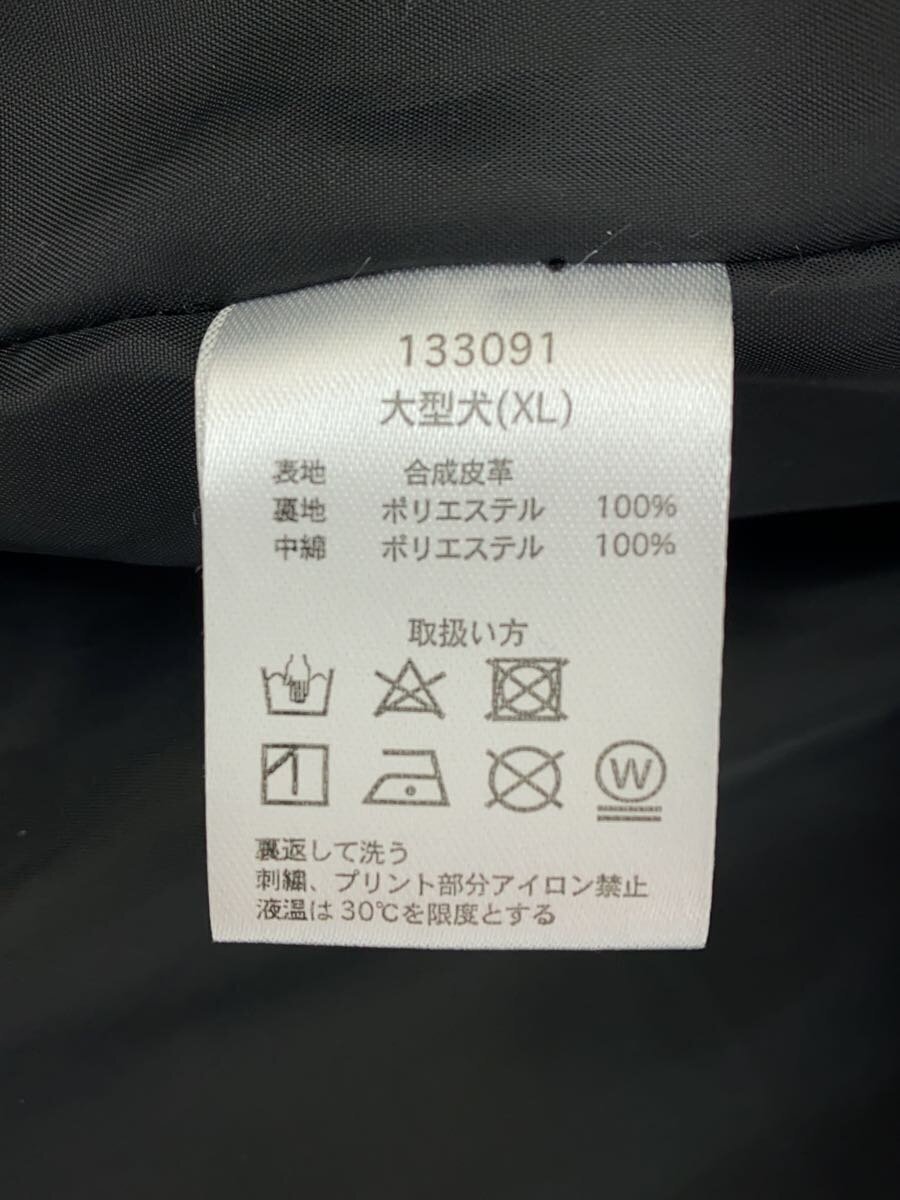 133091
大型犬(XL)
表地 合成皮革
裏地 ポリエステル 100%
中綿 ポリエステル 100%
取扱い方
W
裏返して洗う
刺繍、プリント部分アイロン禁止
液温は30℃を限度とする